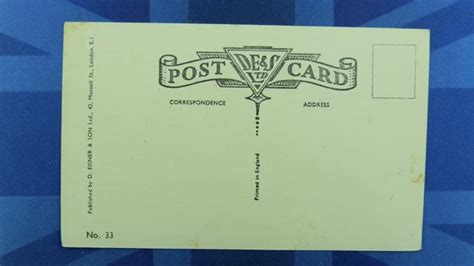 POST DE&S LTD CARD
CORRESPONDENCE ADDRESS
Published by D. EISNER & SON Ltd., 42, Mansell St., London, E.1
Printed in England
No. 33